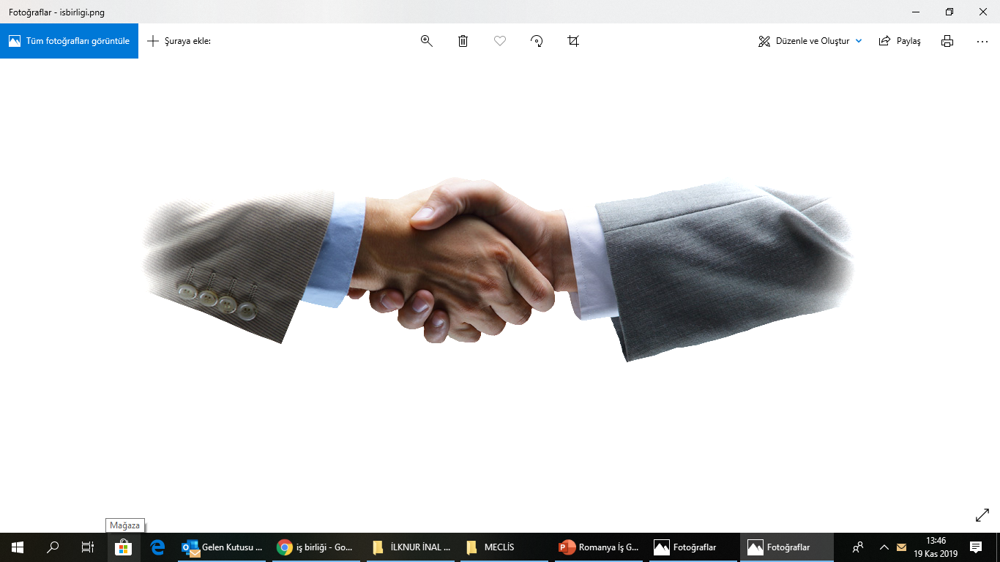 Fotoğraflar - isbirligi.png
Tüm fotoğrafları görüntüle
Şuraya ekle:
Düzenle ve Oluştur
Paylaş
Mağaza
Gelen Kutusu ...
iş birliği - Go...
İLKNUR İNAL ...
MECLİS
Romanya İş G...
Fotoğraflar
Fotoğraflar
13:46
19 Kas 2019